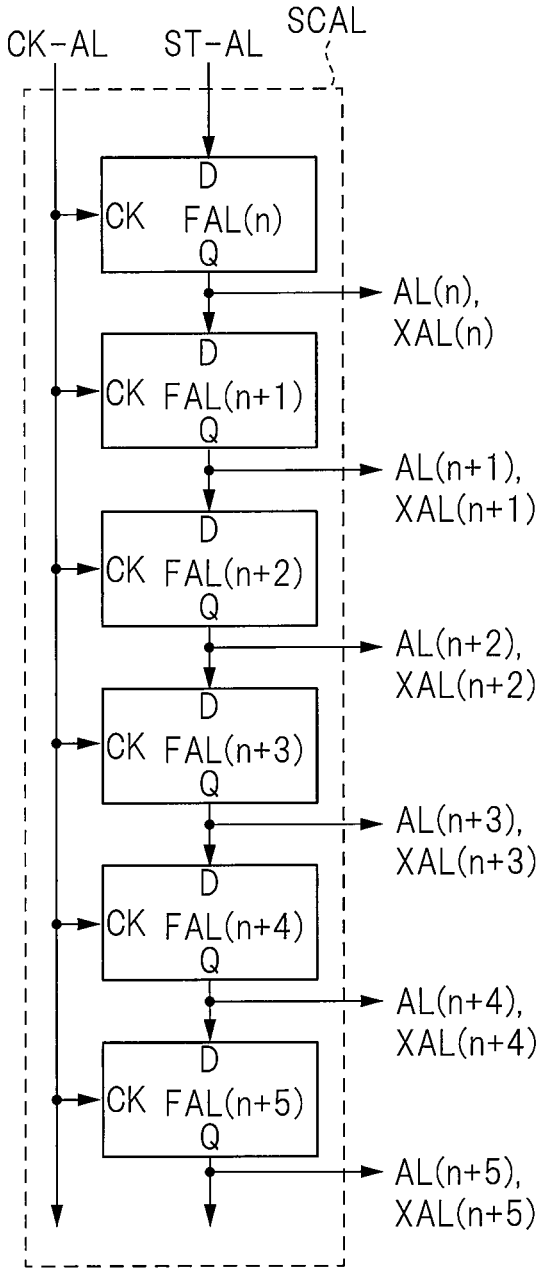 SCAL
CK-AL ST-AL
D
CK FAL(n)
Q
AL(n),
XAL(n)
D
CK FAL(n+1)
Q
AL(n+1),
XAL(n+1)
D
CK FAL(n+2)
Q
AL(n+2),
XAL(n+2)
D
CK FAL(n+3)
Q
AL(n+3),
XAL(n+3)
D
CK FAL(n+4)
Q
AL(n+4),
XAL(n+4)
D
CK FAL(n+5)
Q
AL(n+5),
XAL(n+5)